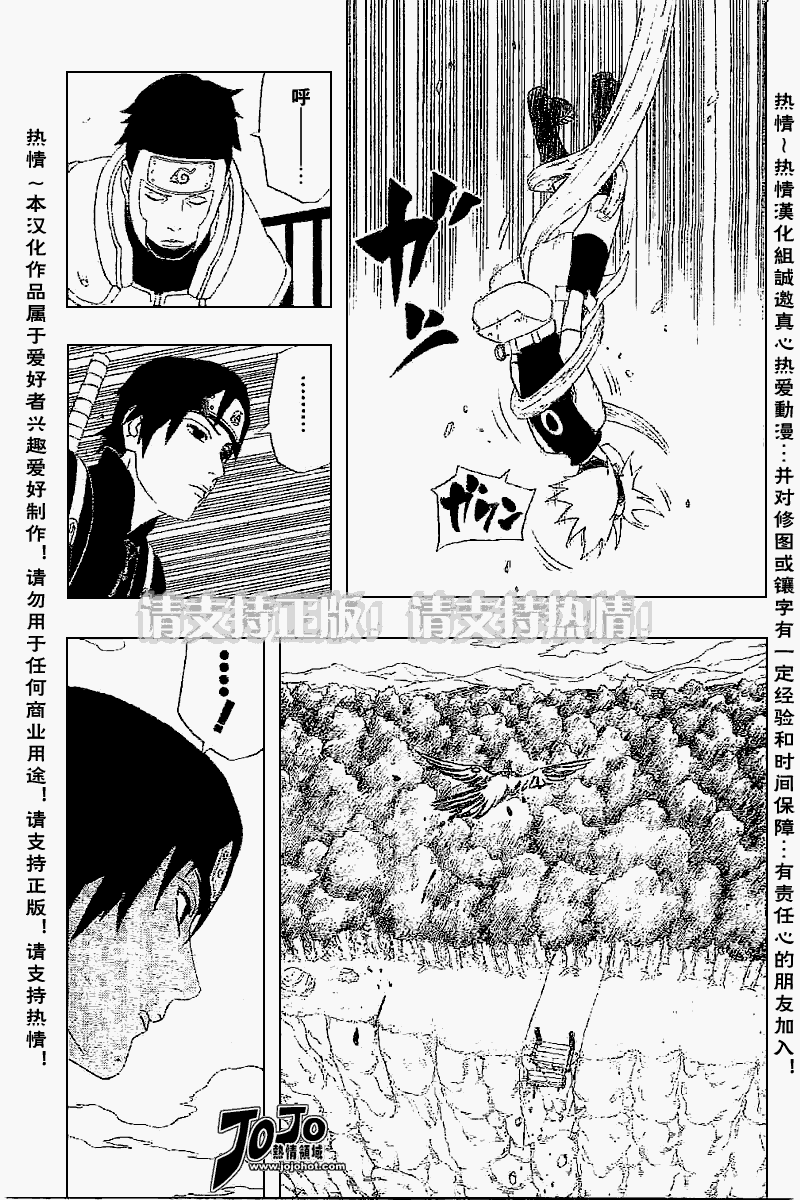 热情～热情漢化組誠邀真心热爱動漫…并对修图或镶字有一定经验和时间保障…有责任心的朋友加入！
ガッ
ガクン
呼…………
………
……！
请支持正版！ 请支持热情！
热情～本汉化作品属于爱好者兴趣爱好制作！请勿用于任何商业用途！请支持正版！请支持热情！
JOJO
熱情領域
www.jojohot.com